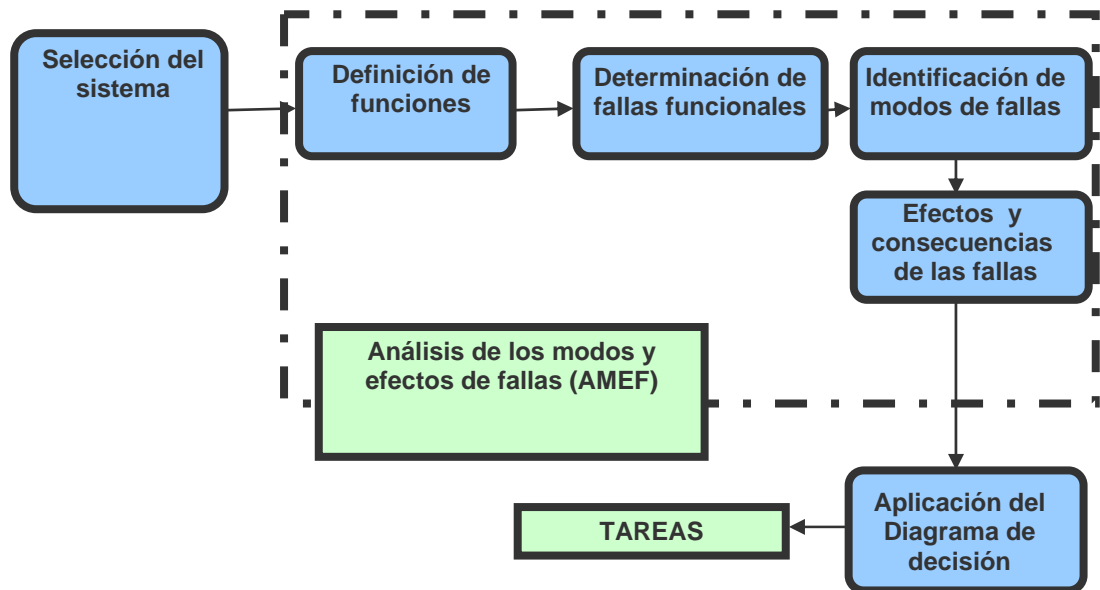 Selección del
sistema
Definición de
funciones
Determinación de
fallas funcionales
Identificación de
modos de fallas
Efectos y
consecuencias
de las fallas
Análisis de los modos y
efectos de fallas (AMEF)
Aplicación del
Diagrama de
decisión
TAREAS